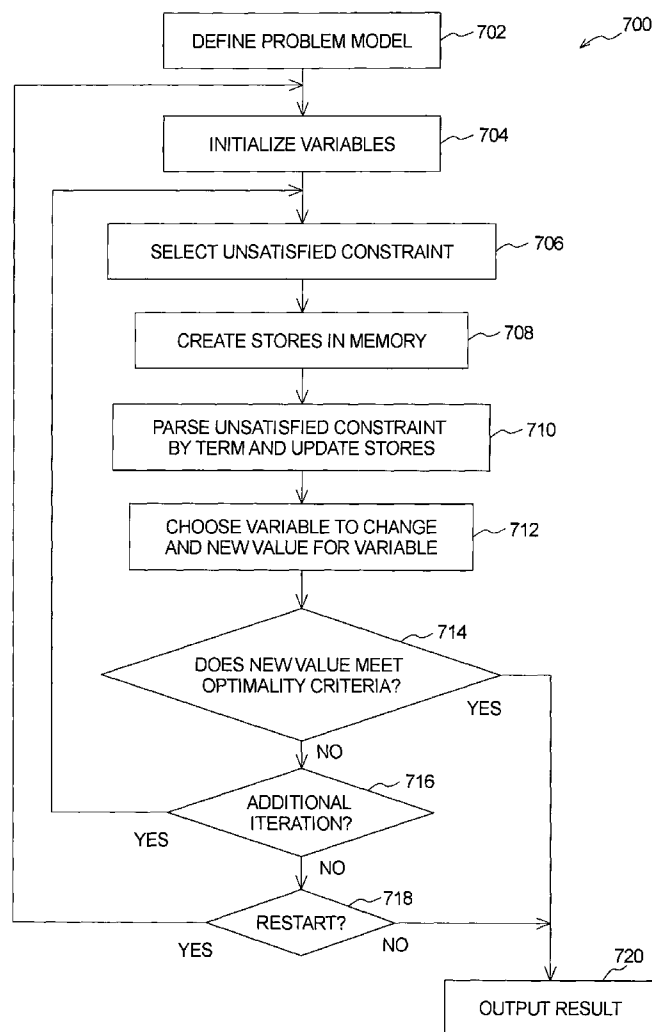 700
DEFINE PROBLEM MODEL
702
INITIALIZE VARIABLES
704
SELECT UNSATISFIED CONSTRAINT
706
CREATE STORES IN MEMORY
708
PARSE UNSATISFIED CONSTRAINT
BY TERM AND UPDATE STORES
710
CHOOSE VARIABLE TO CHANGE
AND NEW VALUE FOR VARIABLE
712
714
DOES NEW VALUE MEET
OPTIMALITY CRITERIA?
YES
NO
716
ADDITIONAL
ITERATION?
YES
NO
718
RESTART?
YES
NO
720
OUTPUT RESULT